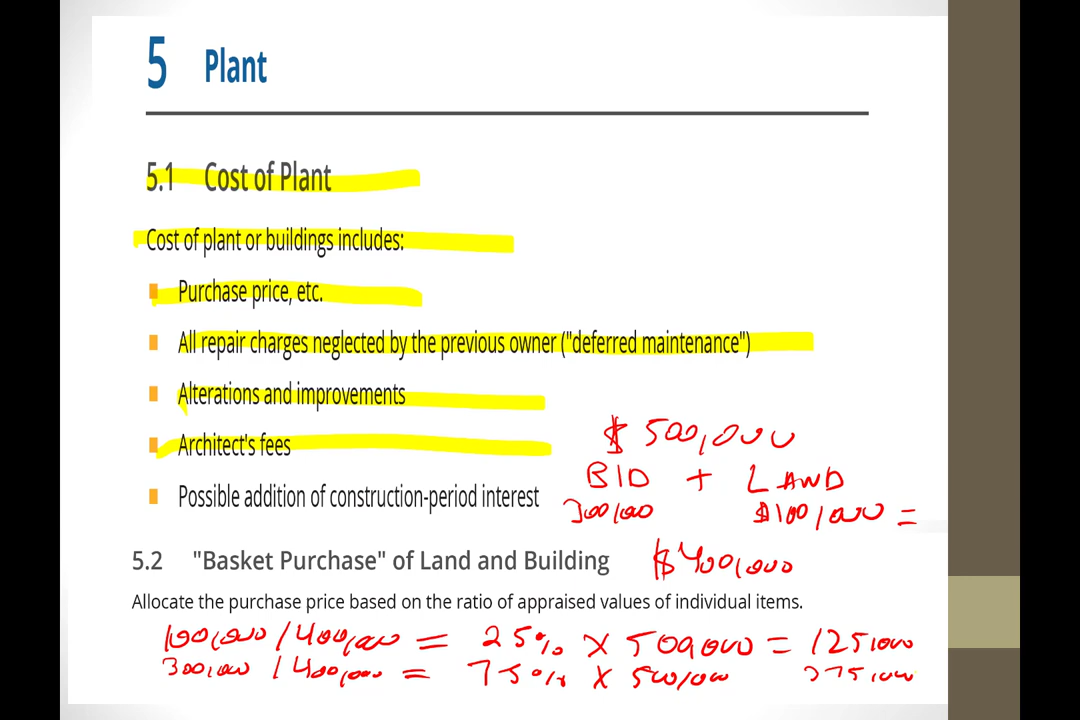 5 Plant
5.1 Cost of Plant
Cost of plant or buildings includes:
Purchase price, etc.
All repair charges neglected by the previous owner ("deferred maintenance")
Alterations and improvements
Architect's fees
$ 500,000
BID + LAND
Possible addition of construction-period interest
300,000 $100,000 =
5.2 "Basket Purchase" of Land and Building
$400,000
Allocate the purchase price based on the ratio of appraised values of individual items.
100,000 / 400,000 = 25% X 500,000 = 125,000
300,000 / 400,000 = 75% X 500,000 375,000